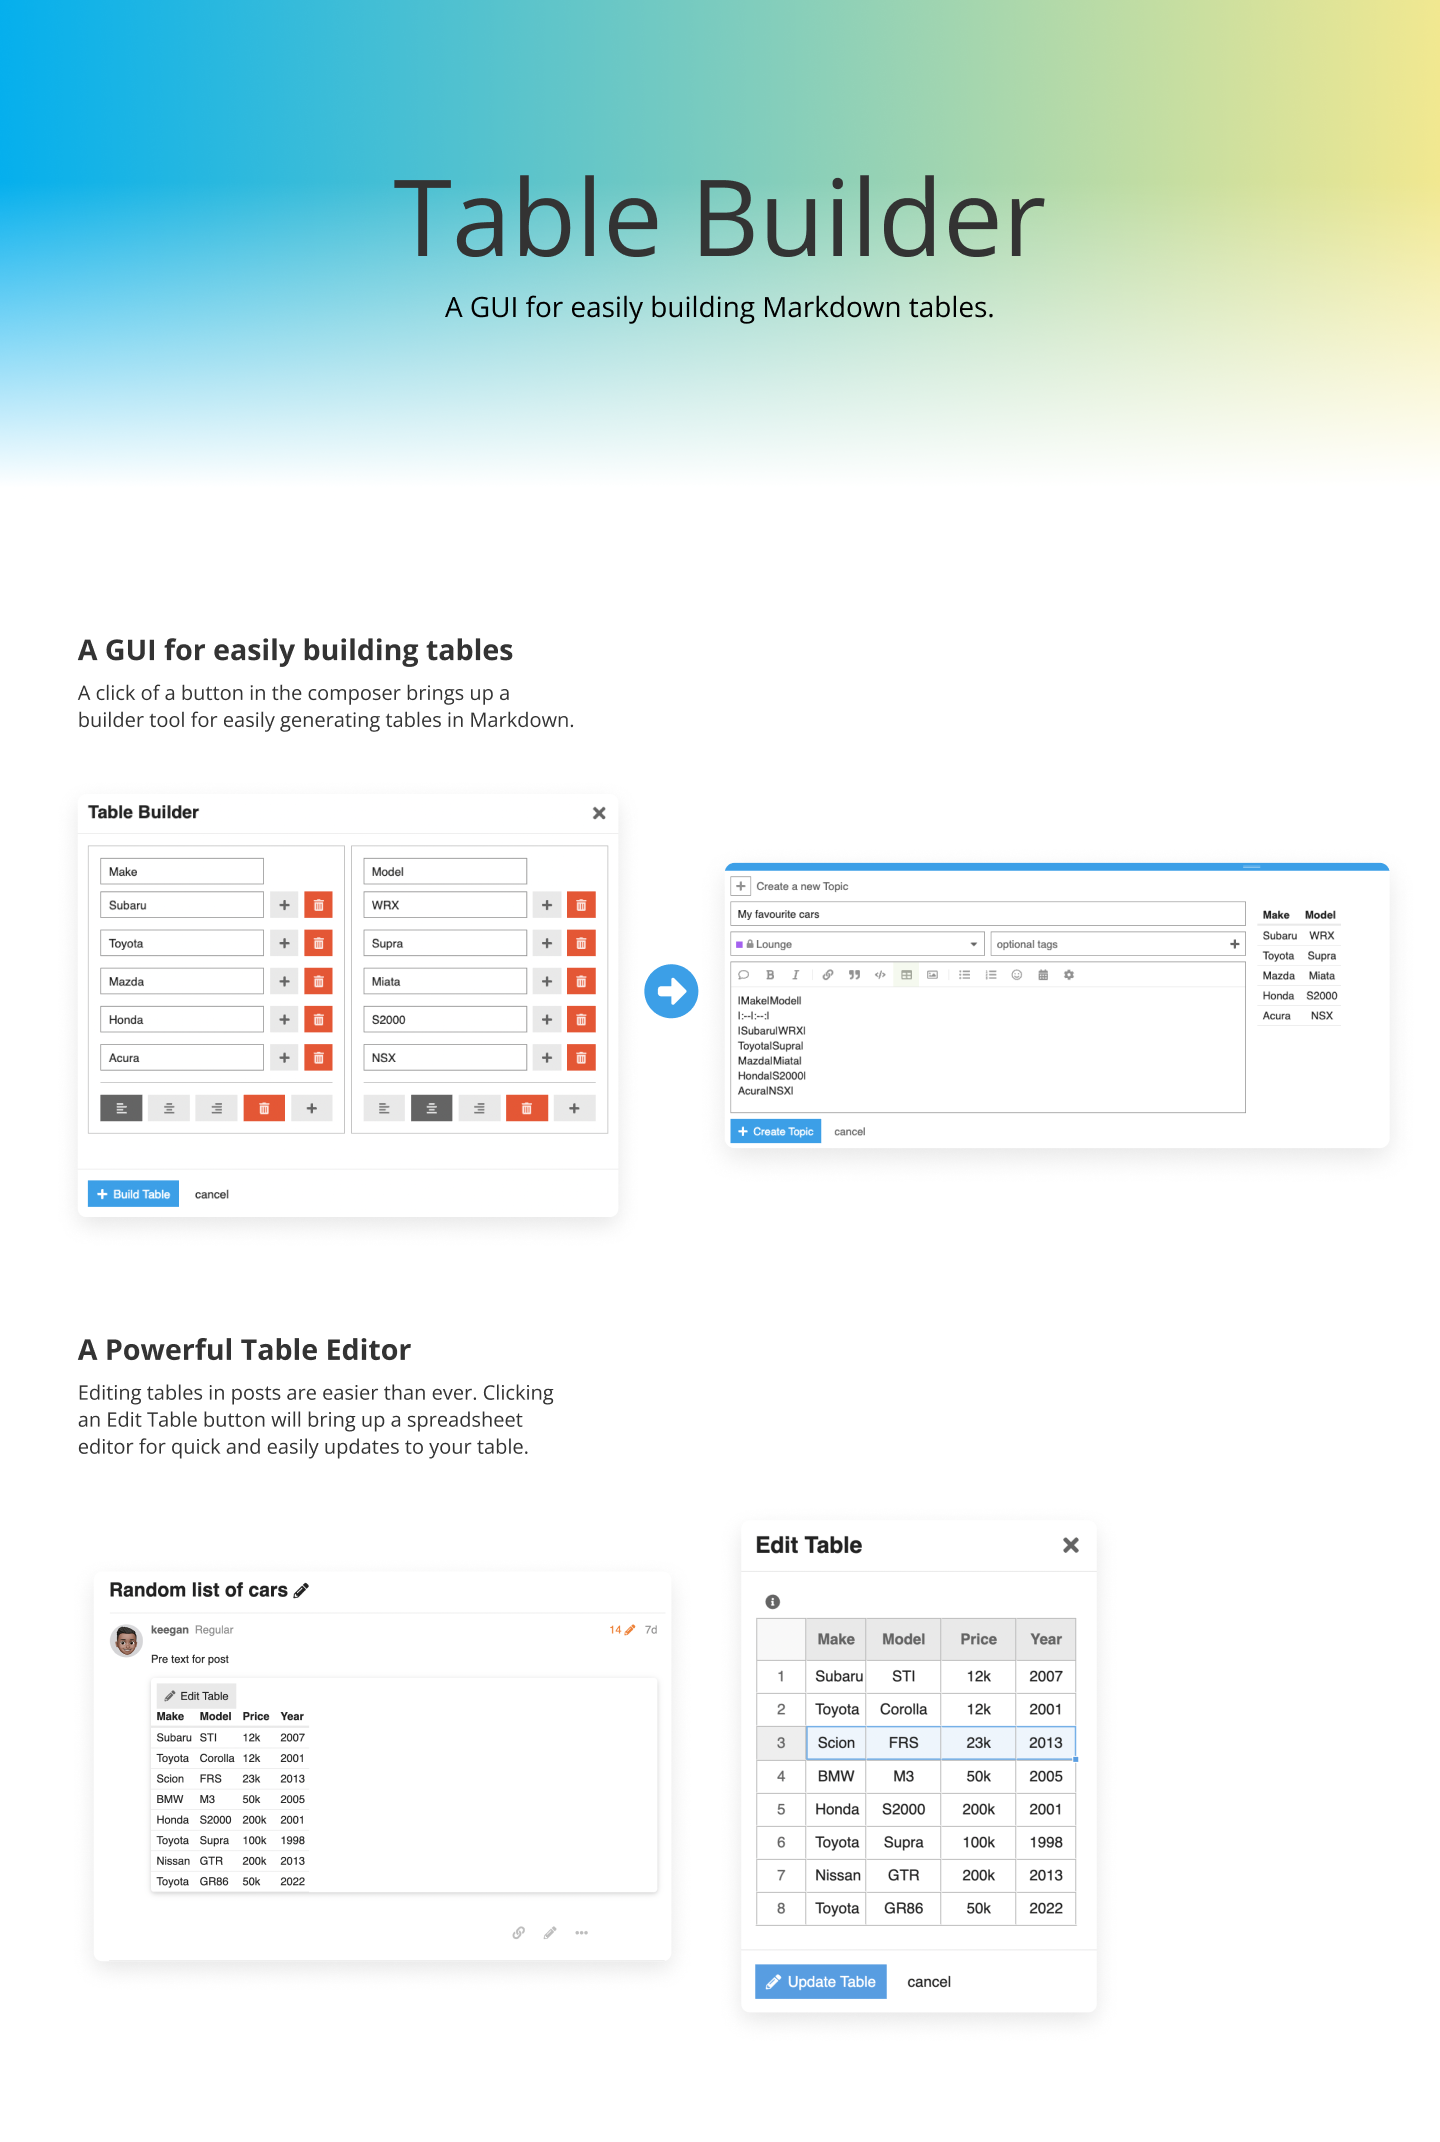 Table Builder
A GUI for easily building Markdown tables.
A GUI for easily building tables
A click of a button in the composer brings up a
builder tool for easily generating tables in Markdown.
Table Builder
Make
Subaru
Toyota
Mazda
Honda
Acura
Model
WRX
Supra
Miata
S2000
NSX
Build Table cancel
Create a new Topic
My favourite cars
Lounge optional tags
|Make|Model|
|:--|:--:|
|Subaru|WRX|
Toyota|Supra|
Mazda|Miata|
Honda|S2000|
Acura|NSX|
Create Topic cancel
Make Model
Subaru WRX
Toyota Supra
Mazda Miata
Honda S2000
Acura NSX
A Powerful Table Editor
Editing tables in posts are easier than ever. Clicking
an Edit Table button will bring up a spreadsheet
editor for quick and easily updates to your table.
Random list of cars
keegan Regular 14 7d
Pre text for post
Edit Table
Make Model Price Year
Subaru STI 12k 2007
Toyota Corolla 12k 2001
Scion FRS 23k 2013
BMW M3 50k 2005
Honda S2000 200k 2001
Toyota Supra 100k 1998
Nissan GTR 200k 2013
Toyota GR86 50k 2022
Edit Table
Make Model Price Year
1 Subaru STI 12k 2007
2 Toyota Corolla 12k 2001
3 Scion FRS 23k 2013
4 BMW M3 50k 2005
5 Honda S2000 200k 2001
6 Toyota Supra 100k 1998
7 Nissan GTR 200k 2013
8 Toyota GR86 50k 2022
Update Table cancel